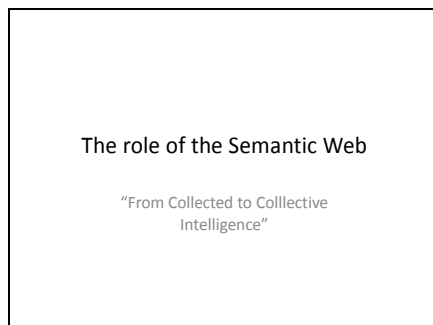 The role of the Semantic Web
“From Collected to Colllective
Intelligence”